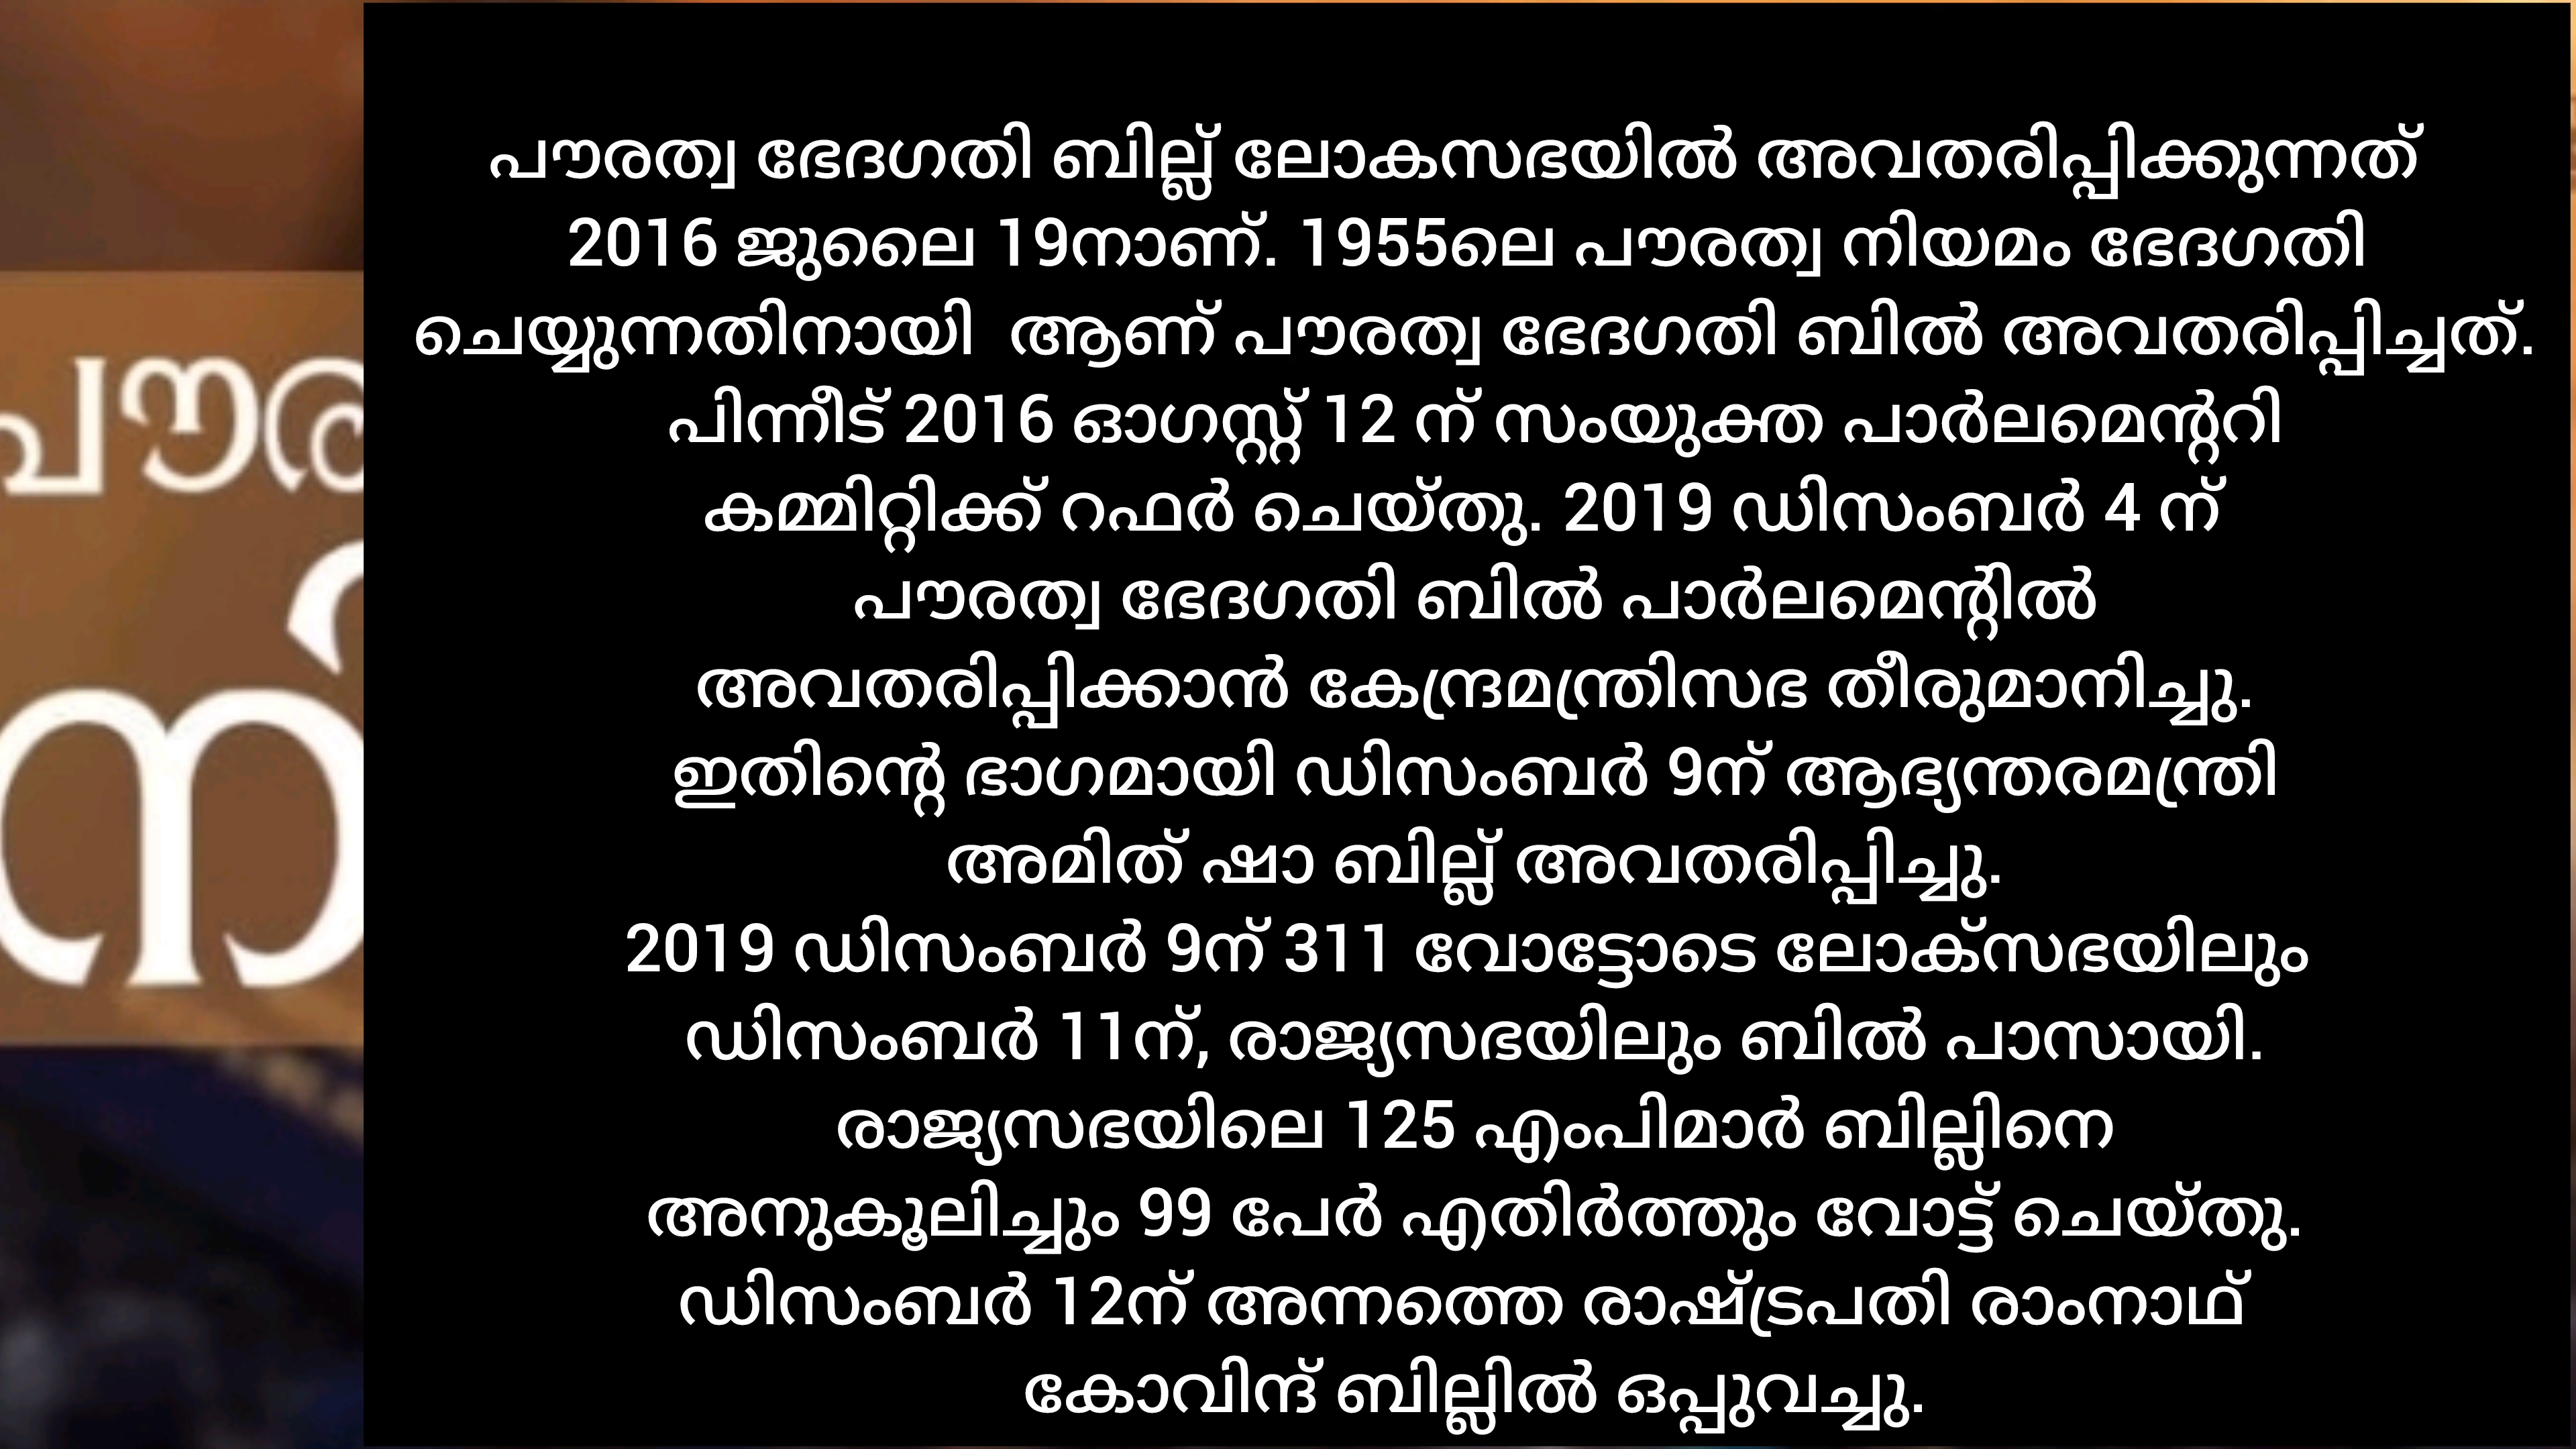 പൗരത്വ ഭേദഗതി ബില്ല് ലോകസഭയിൽ അവതരിപ്പിക്കുന്നത്
2016 ജുലൈ 19നാണ്. 1955ലെ പൗരത്വ നിയമം ഭേദഗതി
ചെയ്യുന്നതിനായി  ആണ് പൗരത്വ ഭേദഗതി ബിൽ അവതരിപ്പിച്ചത്.
പിന്നീട് 2016 ഓഗസ്റ്റ് 12 ന് സംയുക്ത പാർലമെന്ററി
കമ്മിറ്റിക്ക് റഫർ ചെയ്തു. 2019 ഡിസംബർ 4 ന്
പൗരത്വ ഭേദഗതി ബിൽ പാർലമെന്റിൽ
അവതരിപ്പിക്കാൻ കേന്ദ്രമന്ത്രിസഭ തീരുമാനിച്ചു.
ഇതിന്റെ ഭാഗമായി ഡിസംബർ 9ന് ആഭ്യന്തരമന്ത്രി
അമിത് ഷാ ബില്ല് അവതരിപ്പിച്ചു.
2019 ഡിസംബർ 9ന് 311 വോട്ടോടെ ലോക്സഭയിലും
ഡിസംബർ 11ന്, രാജ്യസഭയിലും ബിൽ പാസായി.
രാജ്യസഭയിലെ 125 എംപിമാർ ബില്ലിനെ
അനുകൂലിച്ചും 99 പേർ എതിർത്തും വോട്ട് ചെയ്തു.
ഡിസംബർ 12ന് അന്നത്തെ രാഷ്ട്രപതി രാംനാഥ്
കോവിന്ദ് ബില്ലിൽ ഒപ്പുവച്ചു.
പൗര